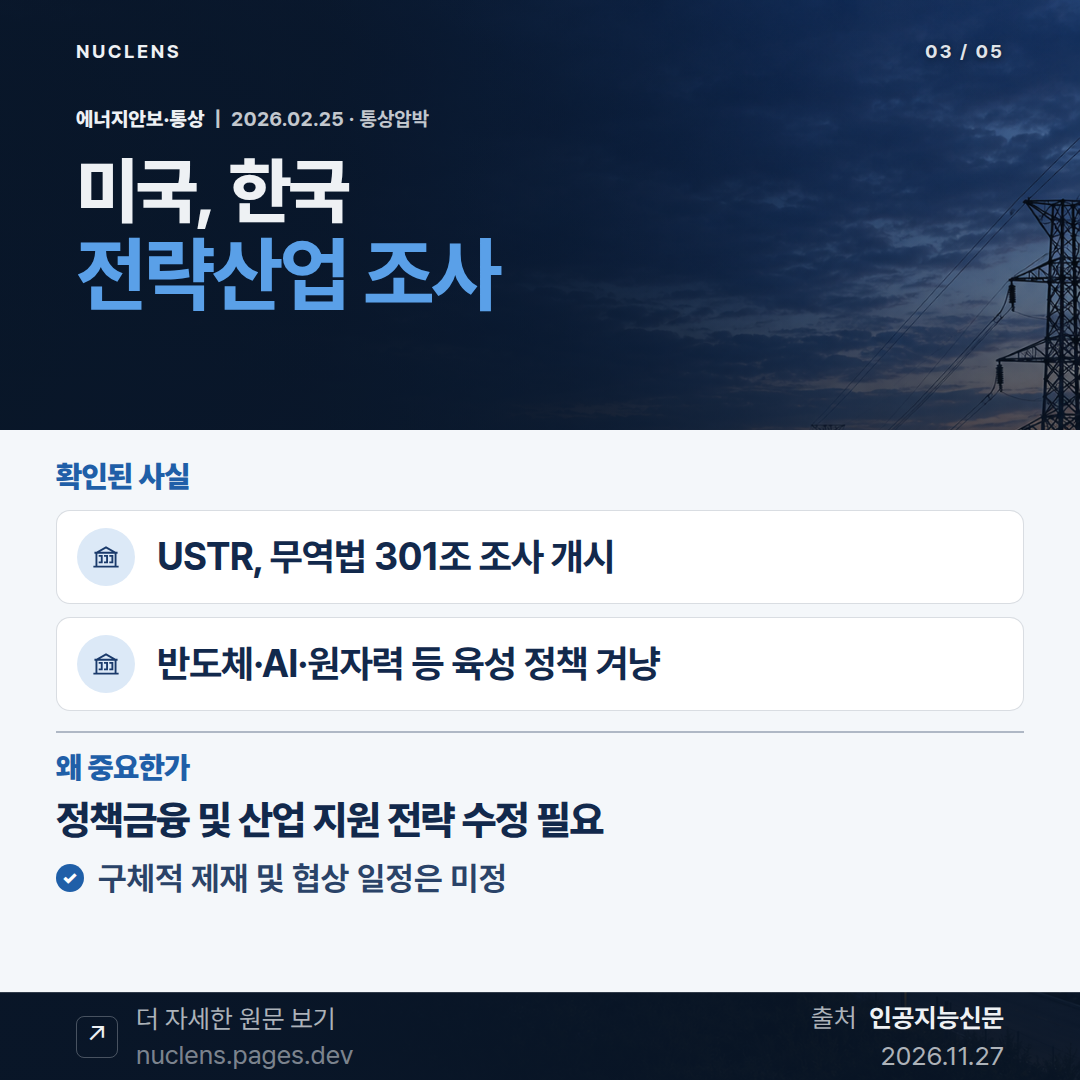 NUCLENS
03 / 05
에너지안보·통상 | 2026.02.25 · 통상압박
미국, 한국
전략산업 조사
확인된 사실
USTR, 무역법 301조 조사 개시
반도체·AI·원자력 등 육성 정책 겨냥
왜 중요한가
정책금융 및 산업 지원 전략 수정 필요
구체적 제재 및 협상 일정은 미정
더 자세한 원문 보기
nuclens.pages.dev
출처 인공지능신문
2026.11.27